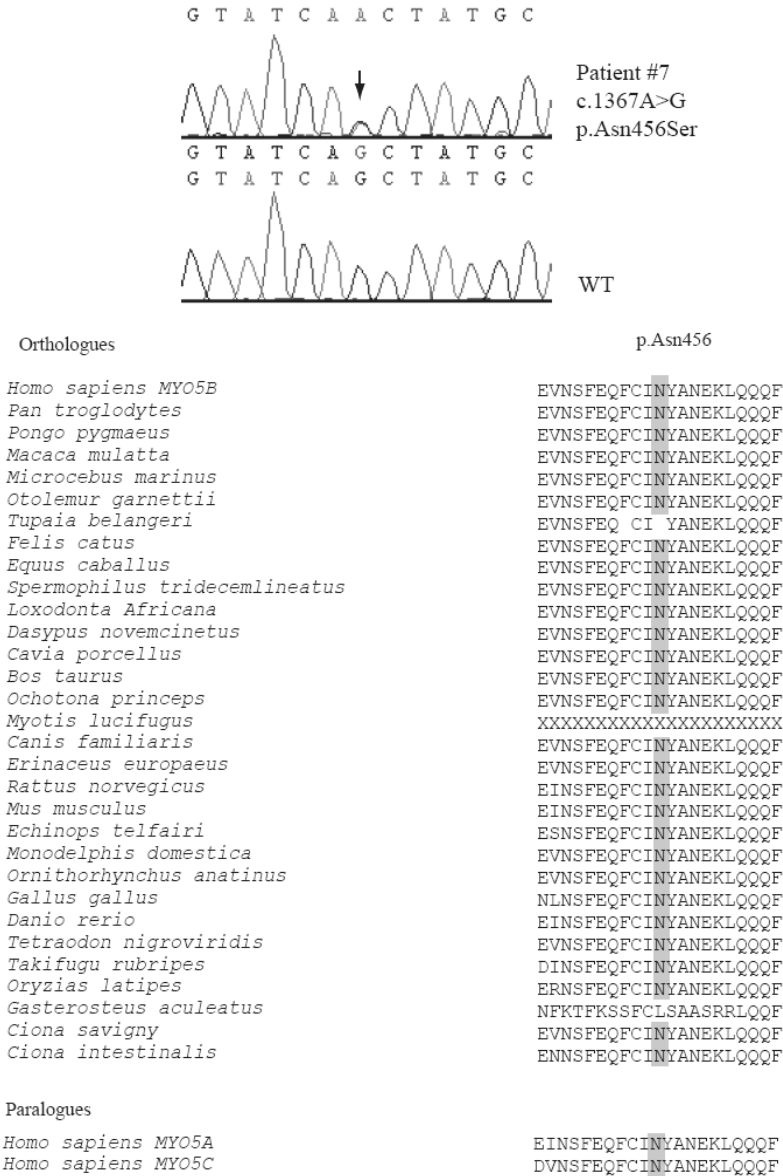 G T A T C A A C T A T G C
Patient #7
c.1367A>G
p.Asn456Ser
G T A T C A G C T A T G C
G T A T C A G C T A T G C
WT
Orthologues p.Asn456
Homo sapiens MYO5B EVNSFEQFCINYANEKLQQQF
Pan troglodytes EVNSFEQFCINYANEKLQQQF
Pongo pygmaeus EVNSFEQFCINYANEKLQQQF
Macaca mulatta EVNSFEQFCINYANEKLQQQF
Microcebus marinus EVNSFEQFCINYANEKLQQQF
Otolemur garnettii EVNSFEQFCINYANEKLQQQF
Tupaia belangeri EVNSFEQ CI YANEKLQQQF
Felis catus EVNSFEQFCINYANEKLQQQF
Equus caballus EVNSFEQFCINYANEKLQQQF
Spermophilus tridecemlineatus EVNSFEQFCINYANEKLQQQF
Loxodonta Africana EVNSFEQFCINYANEKLQQQF
Dasypus novemcinetus EVNSFEQFCINYANEKLQQQF
Cavia porcellus EVNSFEQFCINYANEKLQQQF
Bos taurus EVNSFEQFCINYANEKLQQQF
Ochotona princeps EVNSFEQFCINYANEKLQQQF
Myotis lucifugus XXXXXXXXXXXXXXXXXXXXX
Canis familiaris EVNSFEQFCINYANEKLQQQF
Erinaceus europaeus EVNSFEQFCINYANEKLQQQF
Rattus norvegicus EINSFEQFCINYANEKLQQQF
Mus musculus EINSFEQFCINYANEKLQQQF
Echinops telfairi ESNSFEQFCINYANEKLQQQF
Monodelphis domestica EVNSFEQFCINYANEKLQQQF
Ornithorhynchus anatinus EVNSFEQFCINYANEKLQQQF
Gallus gallus NLNSFEQFCINYANEKLQQQF
Danio rerio EINSFEQFCINYANEKLQQQF
Tetraodon nigroviridis EVNSFEQFCINYANEKLQQQF
Takifugu rubripes DINSFEQFCINYANEKLQQQF
Oryzias latipes ERNSFEQFCINYANEKLQQQF
Gasterosteus aculeatus NFKTFKSSFCLSAASRRLQQF
Ciona savigny EVNSFEQFCINYANEKLQQQF
Ciona intestinalis ENNSFEQFCINYANEKLQQQF
Paralogues
Homo sapiens MYO5A EINSFEQFCINYANEKLQQQF
Homo sapiens MYO5C DVNSFEQFCINYANEKLQQQF